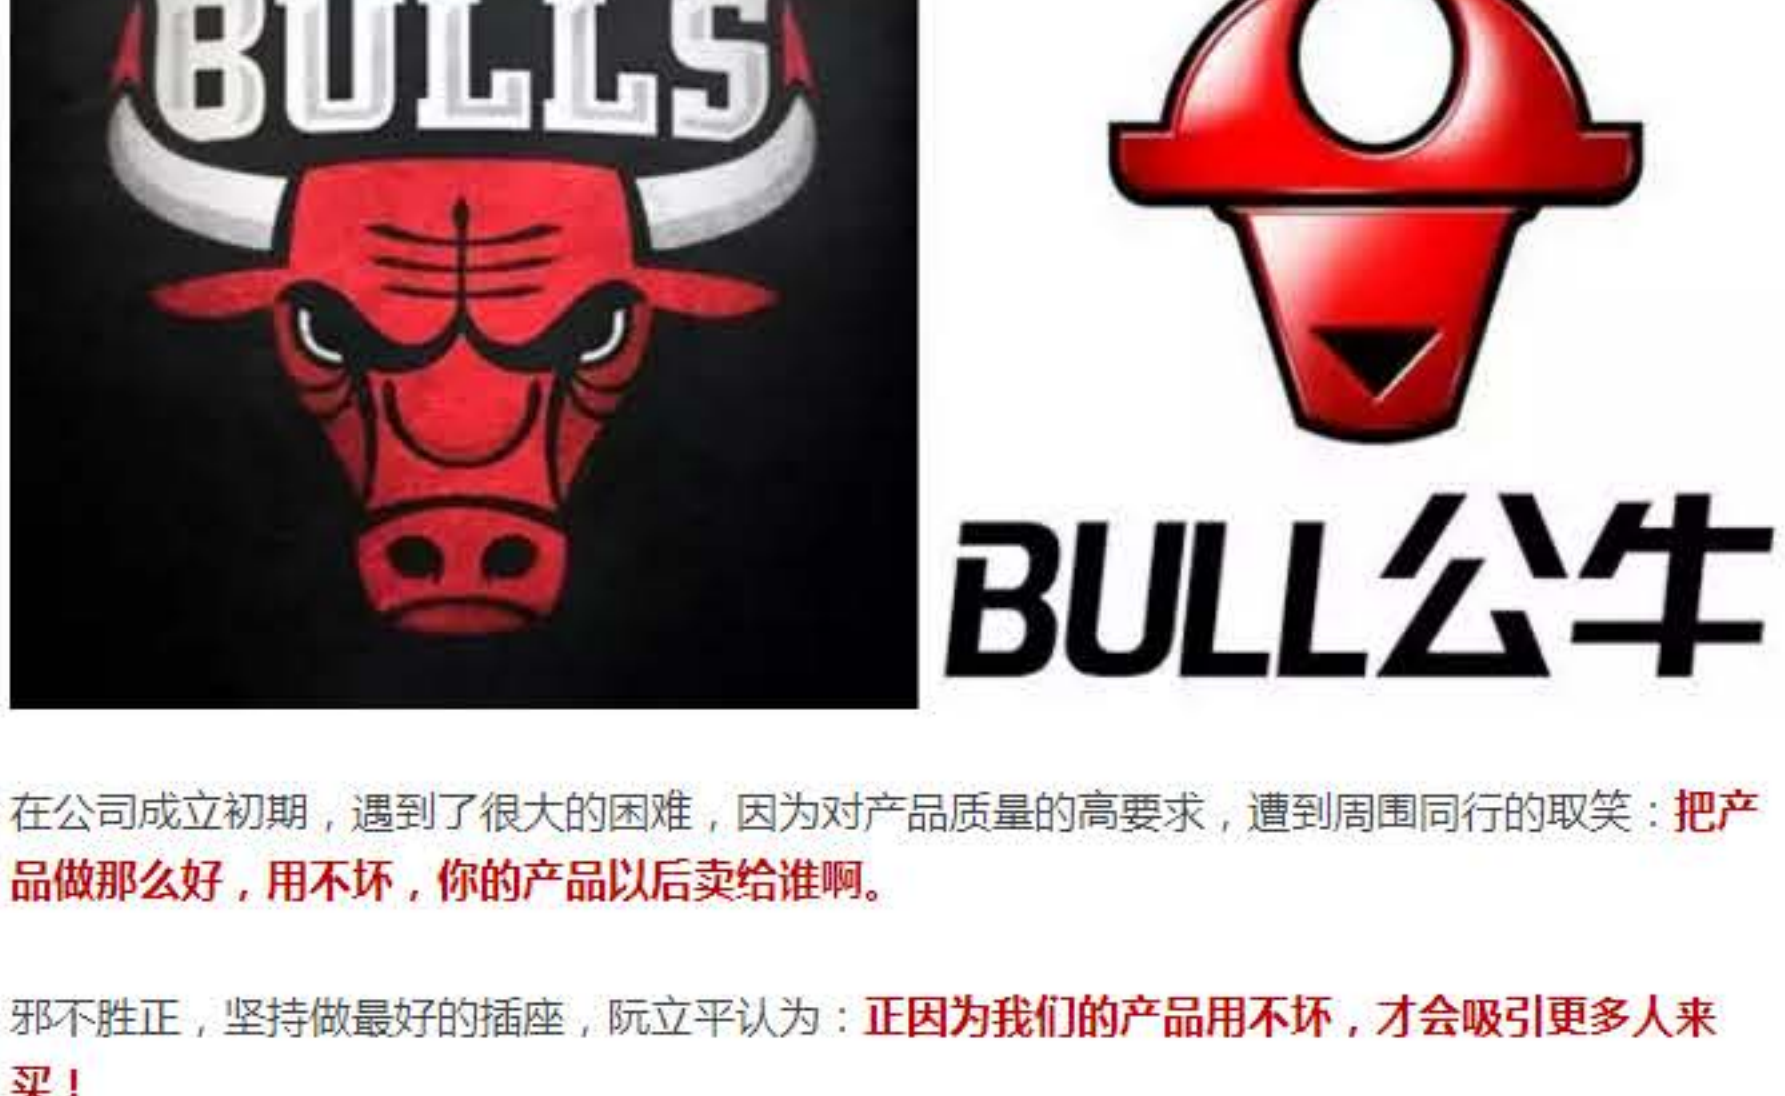 BULLS
BULL公牛
在公司成立初期，遇到了很大的困难，因为对产品质量的高要求，遭到周围同行的取笑：把产
品做那么好，用不坏，你的产品以后卖给谁啊。
邪不胜正，坚持做最好的插座，阮立平认为：正因为我们的产品用不坏，才会吸引更多人来
买！